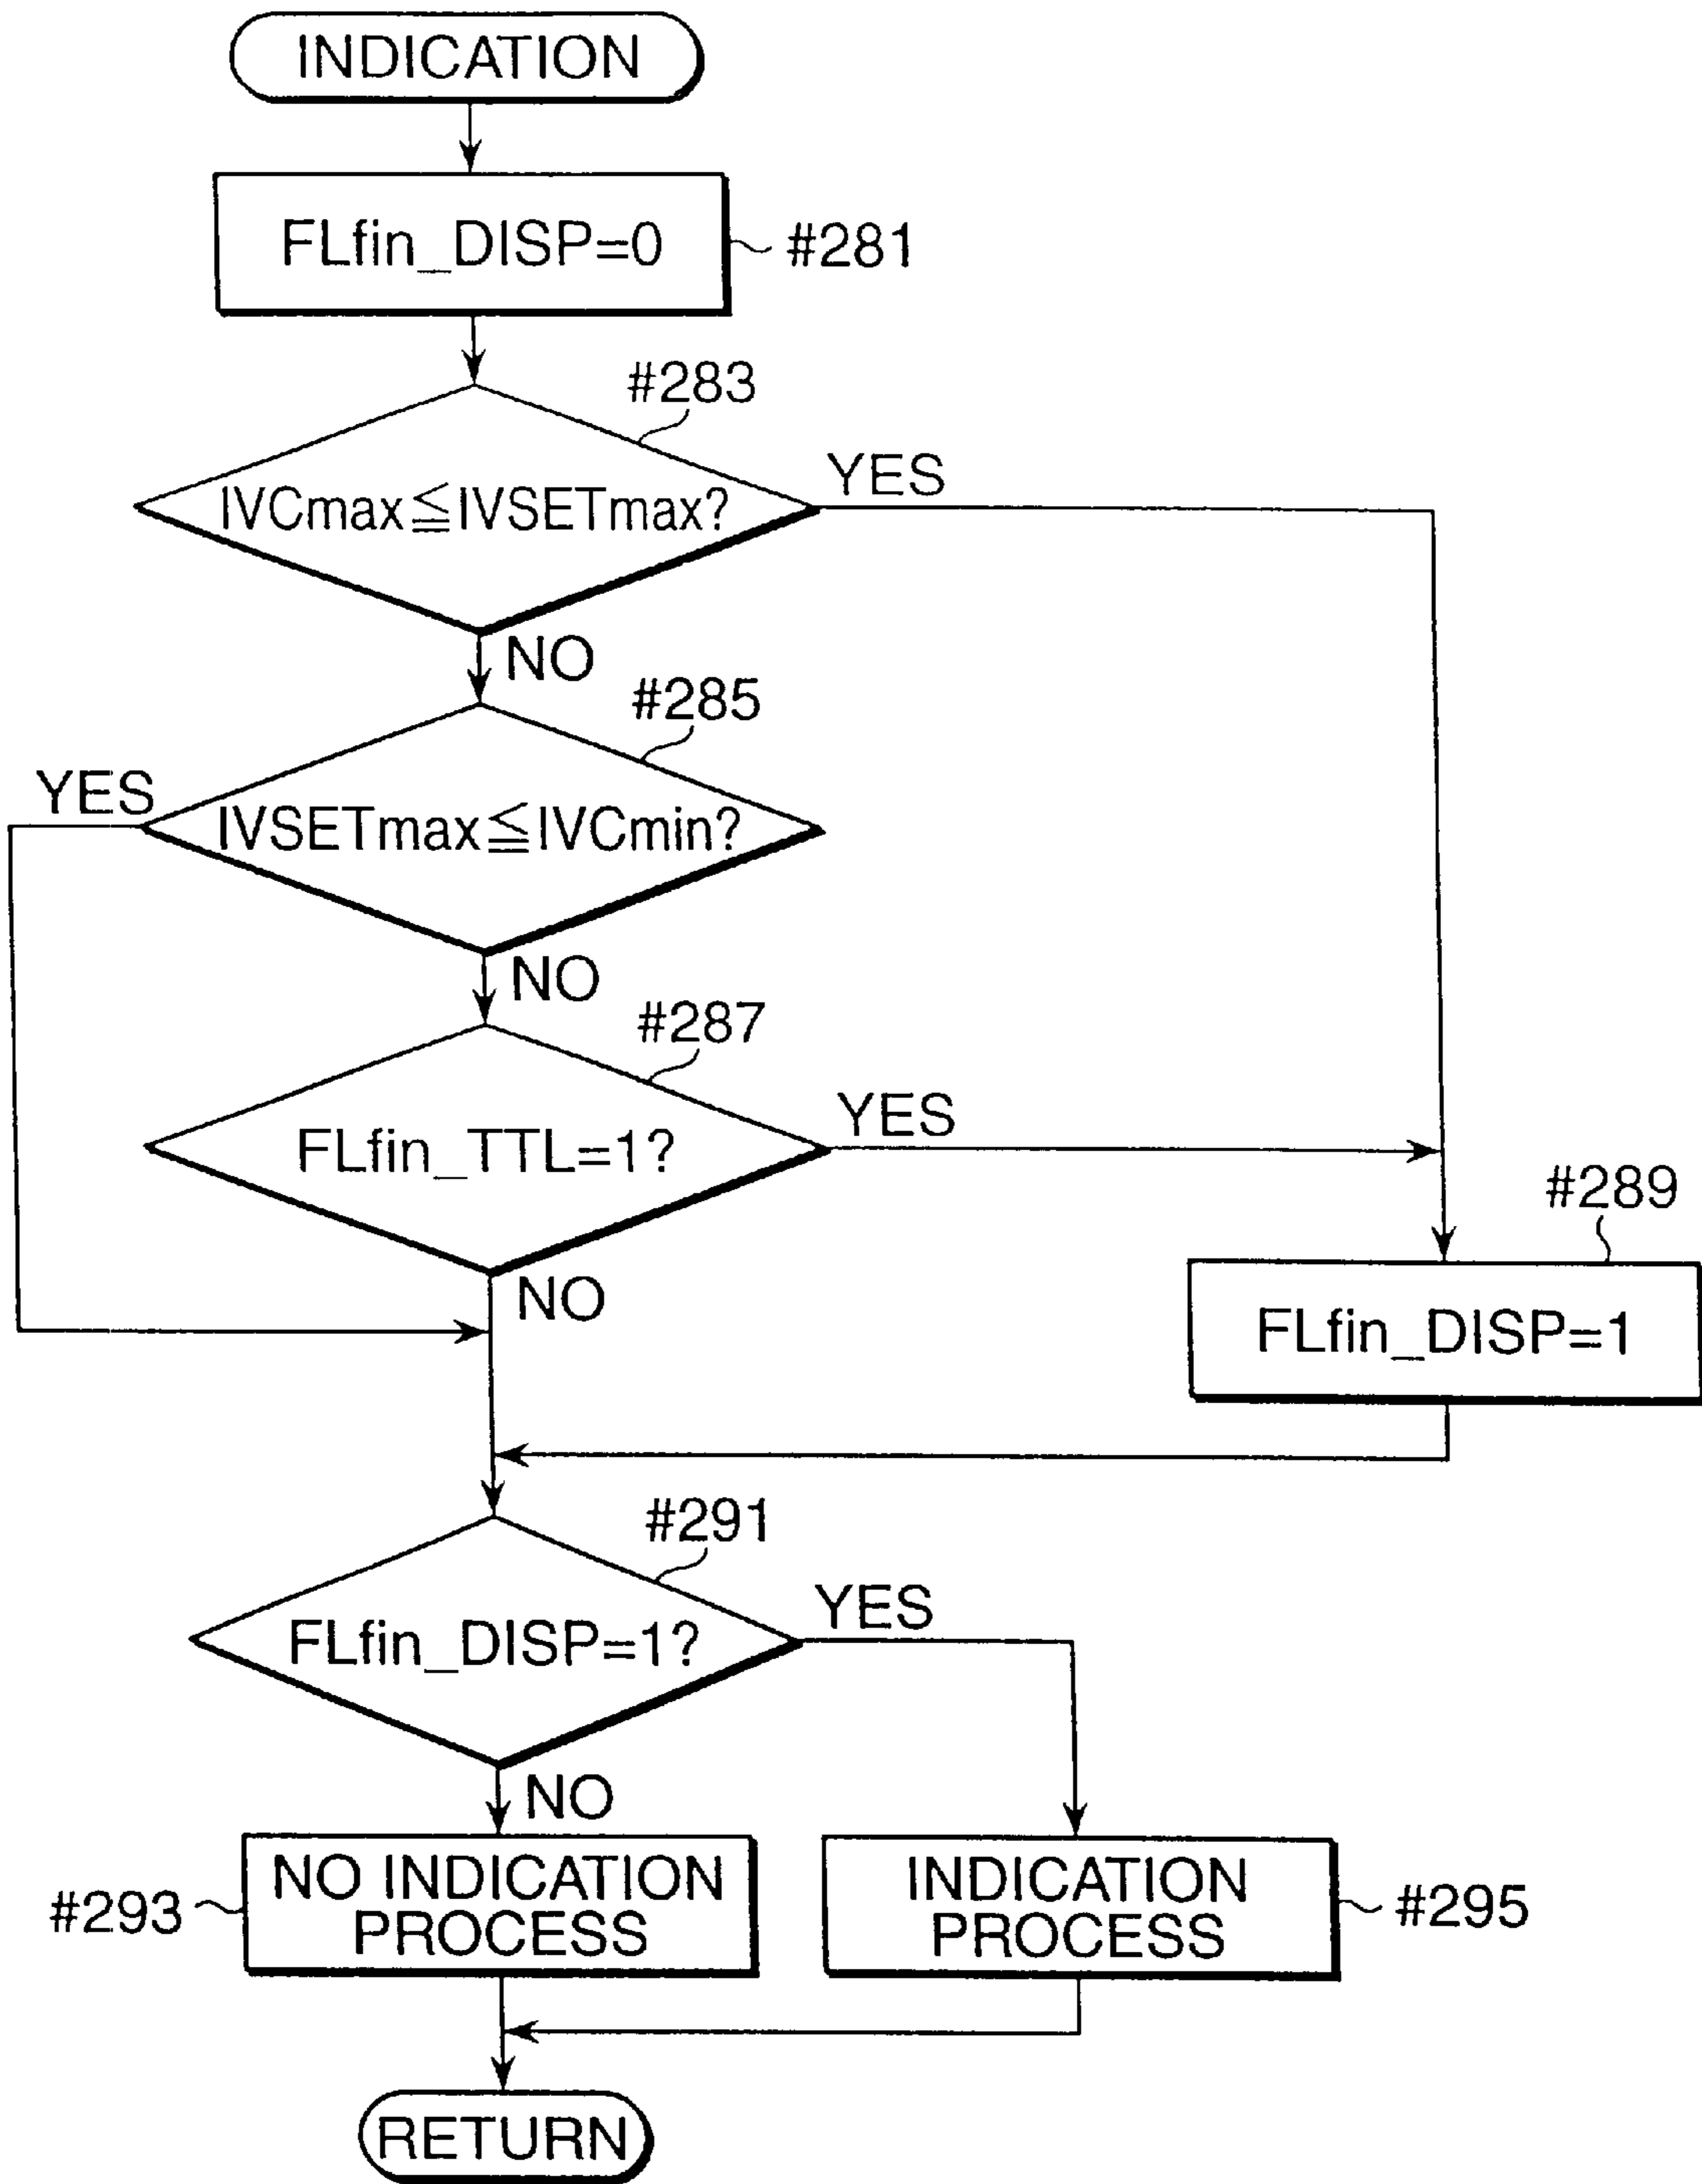 INDICATION
FLfin_DISP=0
#281
#283
IVCmax≦IVSETmax?
YES
NO
#285
YES
IVSETmax≦IVCmin?
NO
#287
FLfin_TTL=1?
YES
NO
#289
FLfin_DISP=1
#291
FLfin_DISP=1?
YES
NO
NO INDICATION
PROCESS
#293
INDICATION
PROCESS
#295
RETURN